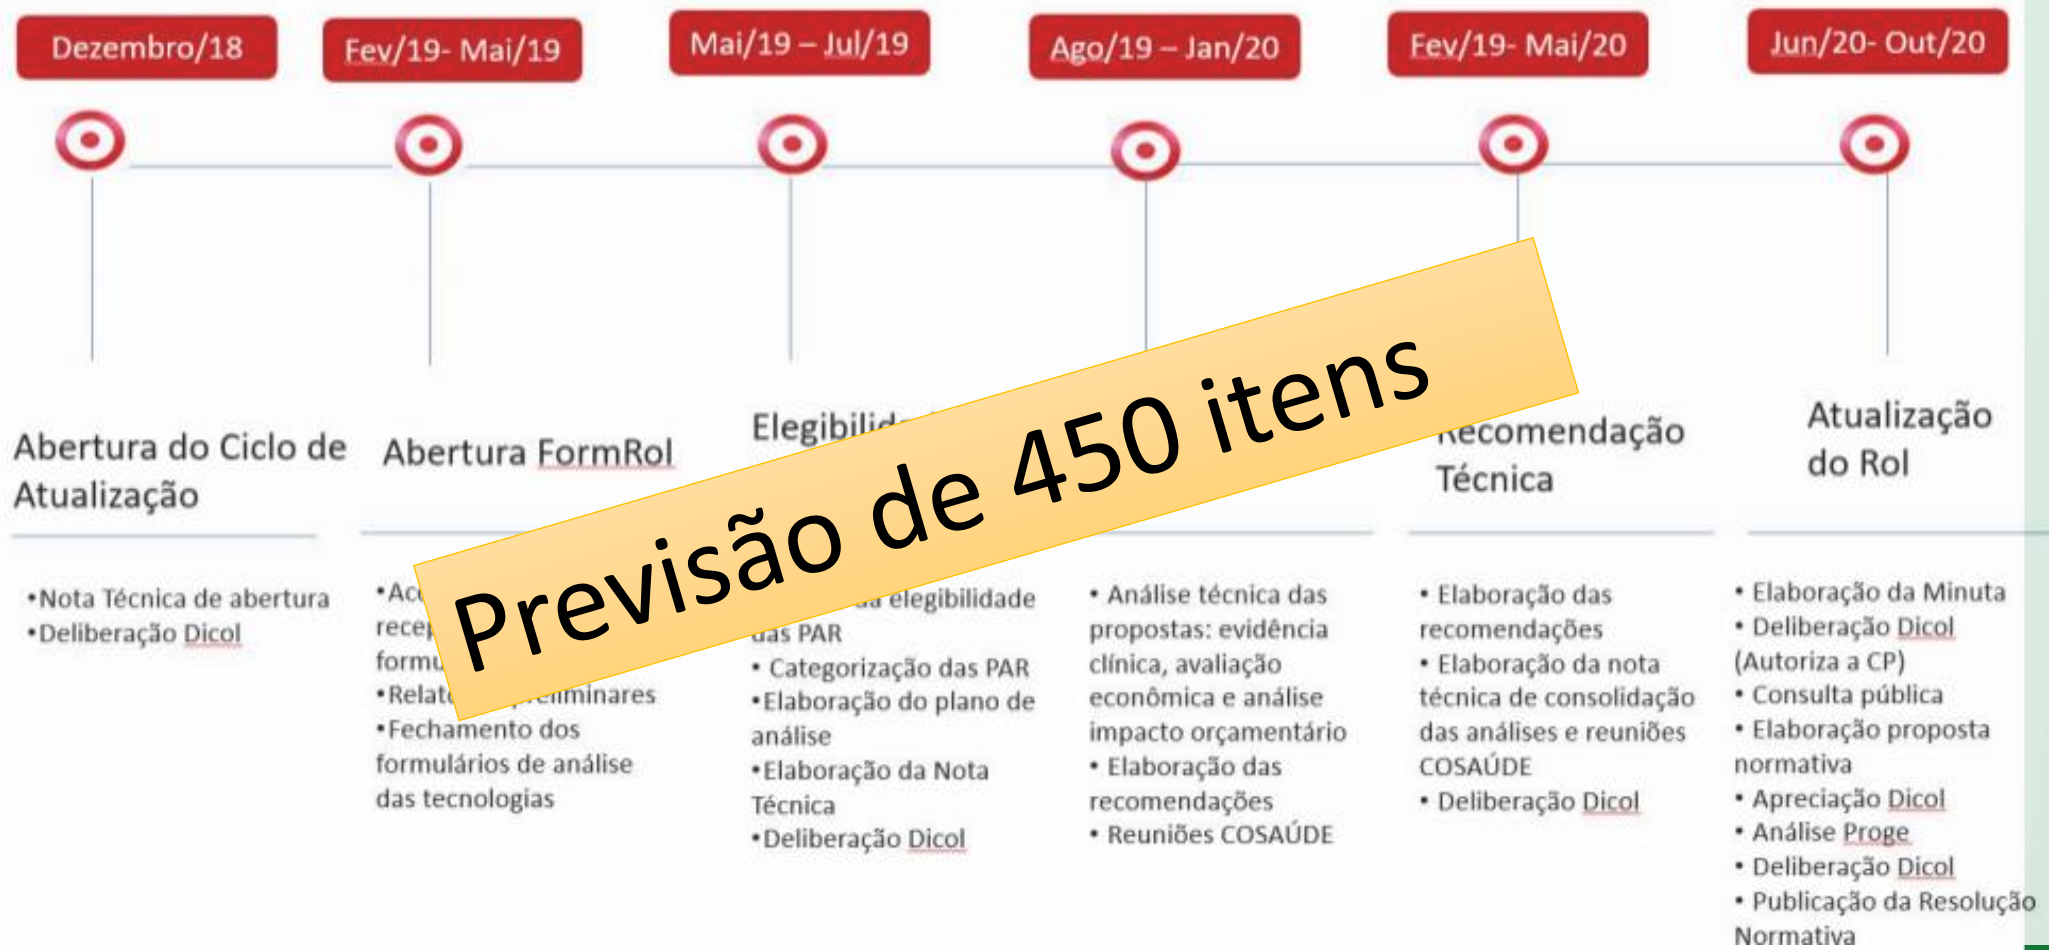 Dezembro/18
Fev/19- Mai/19
Mai/19 – Jul/19
Ago/19 – Jan/20
Fev/19- Mai/20
Jun/20- Out/20
Abertura do Ciclo de
Atualização
Abertura FormRol
Recomendação
Técnica
Atualização
do Rol
Previsão de 450 itens
•Nota Técnica de abertura
•Deliberação Dicol
•Fechamento dos
formulários de análise
das tecnologias
elegibilidade
das PAR
• Categorização das PAR
•Elaboração do plano de
análise
•Elaboração da Nota
Técnica
•Deliberação Dicol
• Análise técnica das
propostas: evidência
clínica, avaliação
econômica e análise
impacto orçamentário
• Elaboração das
recomendações
• Reuniões COSAÚDE
• Elaboração das
recomendações
• Elaboração da nota
técnica de consolidação
das análises e reuniões
COSAÚDE
• Deliberação Dicol
• Elaboração da Minuta
• Deliberação Dicol
(Autoriza a CP)
• Consulta pública
• Elaboração proposta
normativa
• Apreciação Dicol
• Análise Proge
• Deliberação Dicol
• Publicação da Resolução
Normativa